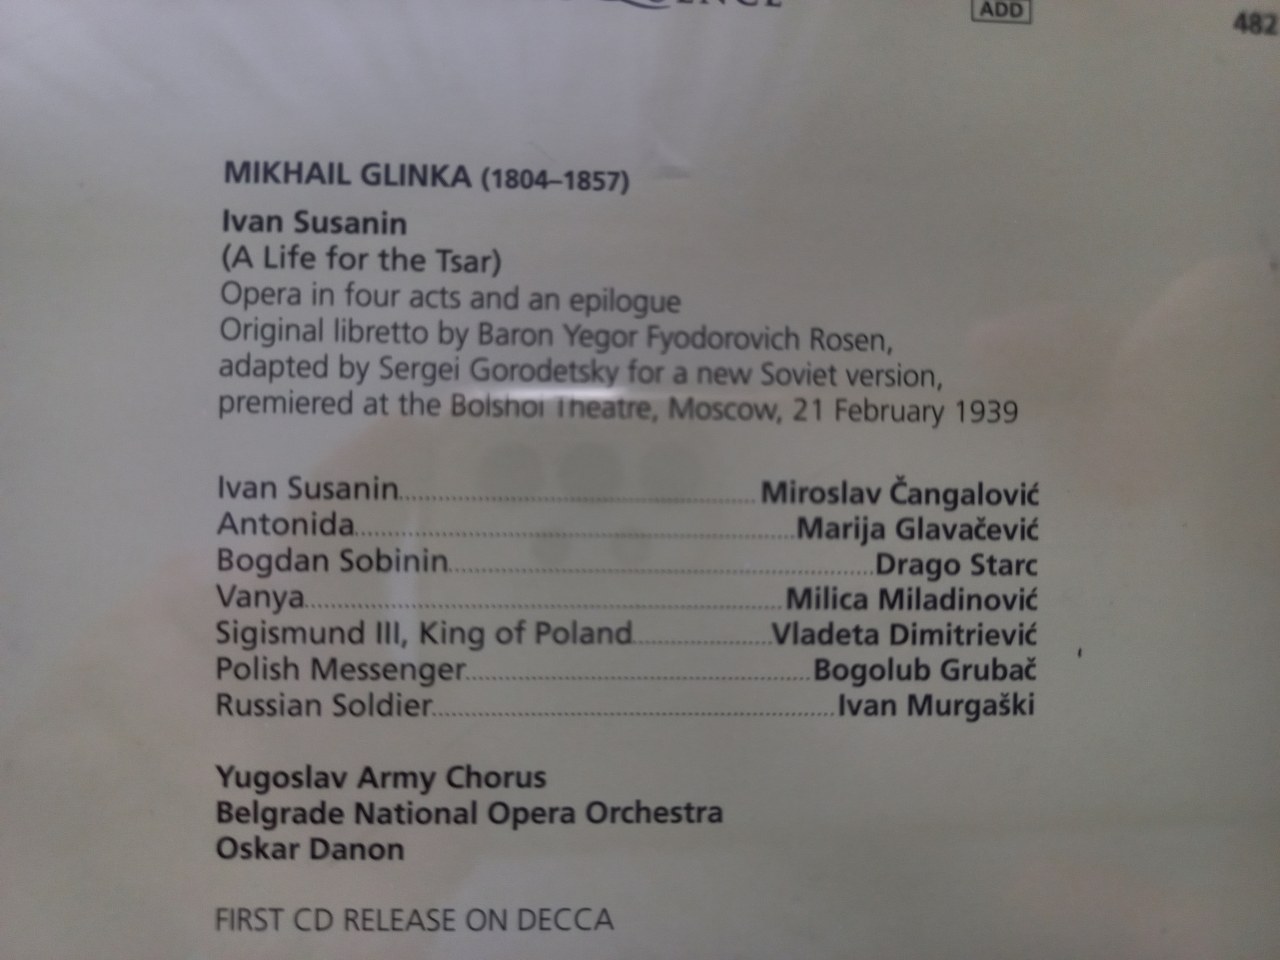 ADD
482
MIKHAIL GLINKA (1804–1857)
Ivan Susanin
(A Life for the Tsar)
Opera in four acts and an epilogue
Original libretto by Baron Yegor Fyodorovich Rosen,
adapted by Sergei Gorodetsky for a new Soviet version,
premiered at the Bolshoi Theatre, Moscow, 21 February 1939
Ivan Susanin Miroslav Čangalović
Antonida Marija Glavačević
Bogdan Sobinin Drago Starc
Vanya Milica Miladinović
Sigismund III, King of Poland Vladeta Dimitriević
Polish Messenger Bogolub Grubač
Russian Soldier Ivan Murgaški
Yugoslav Army Chorus
Belgrade National Opera Orchestra
Oskar Danon
FIRST CD RELEASE ON DECCA